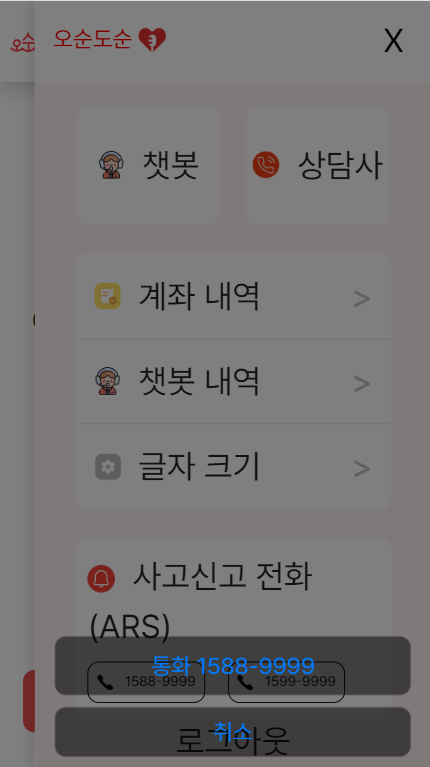 오순
오순도순
X
챗봇
상담사
계좌 내역 >
챗봇 내역 >
글자 크기 >
사고신고 전화
(ARS)
통화 1588-9999
1588-9999
1599-9999
취소
로그아웃